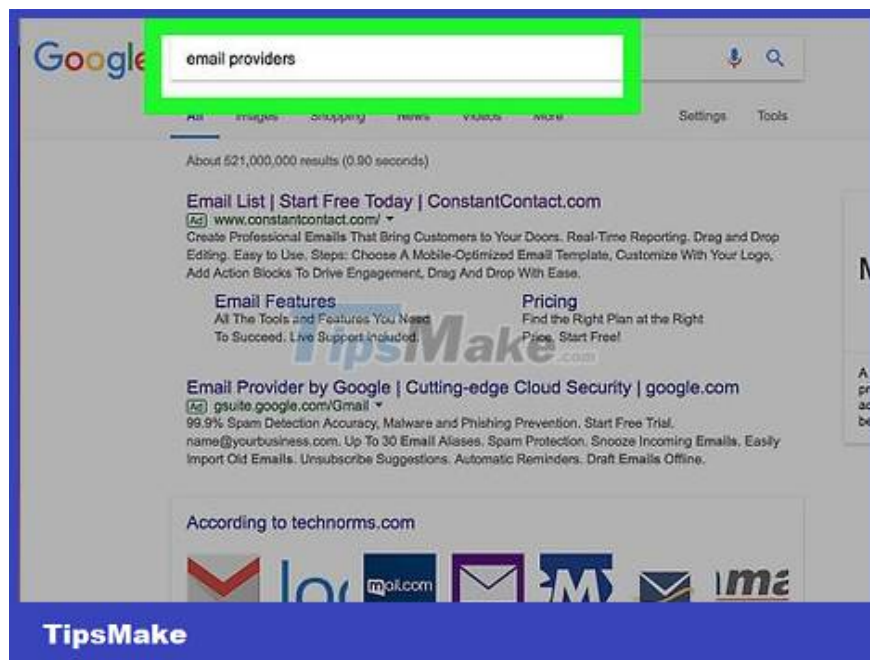 Google
email providers
All Images Shopping News Videos More Settings Tools
About 521,000,000 results (0.90 seconds)
Email List | Start Free Today | ConstantContact.com
Ad www.constantcontact.com/
Create Professional Emails That Bring Customers to Your Doors. Real-Time Reporting. Drag and Drop
Editing. Easy to Use. Steps: Choose A Mobile-Optimized Email Template, Customize With Your Logo,
Add Action Blocks To Drive Engagement, Drag And Drop With Ease.
Email Features
All The Tools and Features You Need
To Succeed. Live Support Included.
Pricing
Find the Right Plan at the Right
Price. Start Free!
TipsMake.com
Email Provider by Google | Cutting-edge Cloud Security | google.com
Ad gsuite.google.com/Gmail
99.9% Spam Detection Accuracy, Malware and Phishing Prevention. Start Free Trial.
name@yourbusiness.com. Up To 30 Email Aliases. Spam Protection. Snooze Incoming Emails. Easily
Import Old Emails. Unsubscribe Suggestions. Automatic Reminders. Draft Emails Offline.
According to technorms.com
mail.com
TipsMake